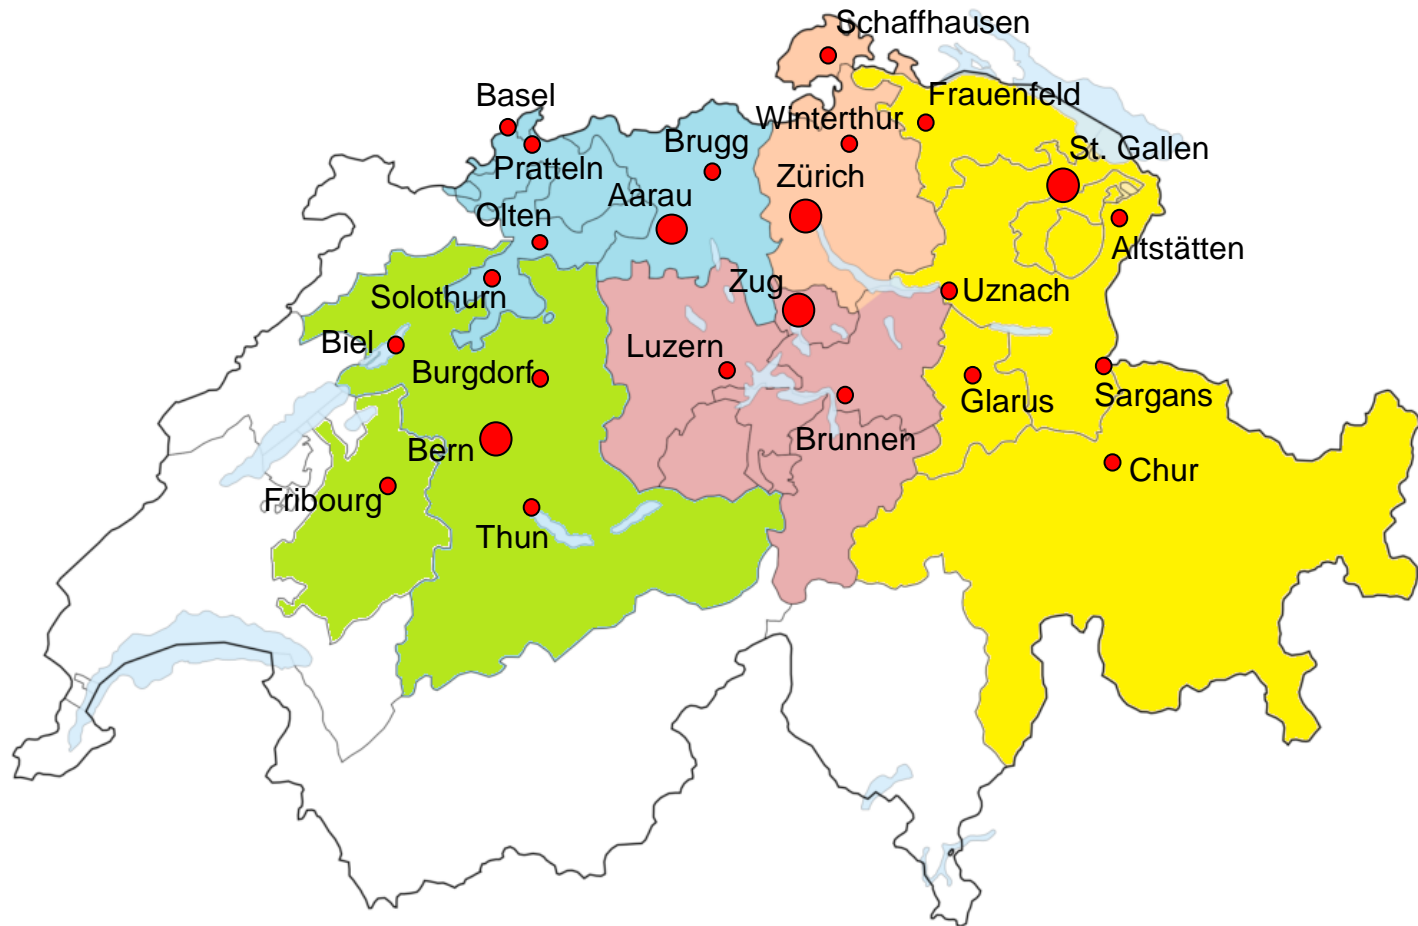 Schaffhausen
Basel
Frauenfeld
Winterthur
Brugg
St. Gallen
Pratteln
Zürich
Aarau
Olten
Altstätten
Zug
Uznach
Solothurn
Biel
Luzern
Burgdorf
Glarus
Sargans
Brunnen
Bern
Chur
Fribourg
Thun